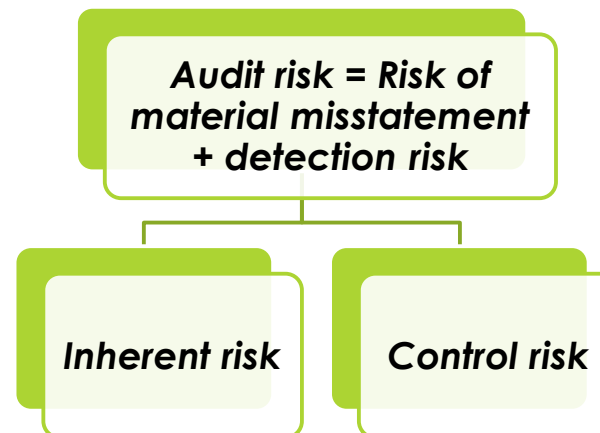 Audit risk = Risk of
material misstatement
+ detection risk
Inherent risk
Control risk